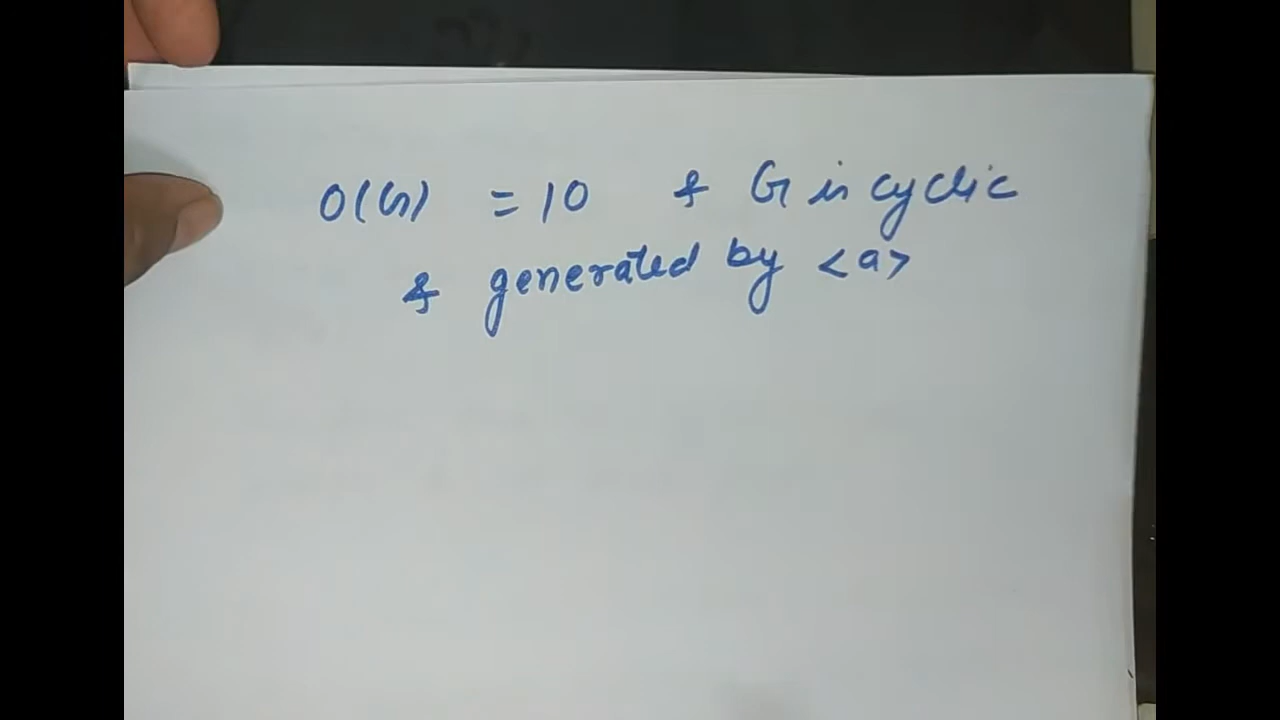 O(G) = 10 & G is cyclic
& generated by <a>